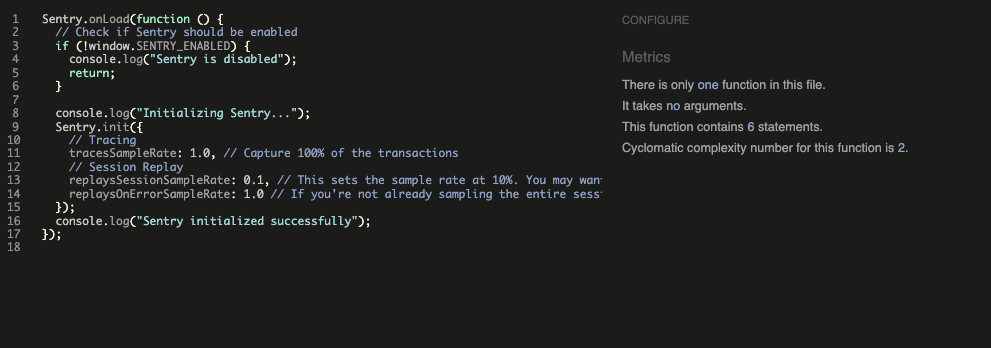 1 Sentry.onLoad(function () {
2 // Check if Sentry should be enabled
3 if (!window.SENTRY_ENABLED) {
4 console.log("Sentry is disabled");
5 return;
6 }
7
8 console.log("Initializing Sentry...");
9 Sentry.init({
10 // Tracing
11 tracesSampleRate: 1.0, // Capture 100% of the transactions
12 // Session Replay
13 replaysSessionSampleRate: 0.1, // This sets the sample rate at 10%. You may wan
14 replaysOnErrorSampleRate: 1.0 // If you're not already sampling the entire sess
15 });
16 console.log("Sentry initialized successfully");
17 });
18
CONFIGURE
Metrics
There is only one function in this file.
It takes no arguments.
This function contains 6 statements.
Cyclomatic complexity number for this function is 2.